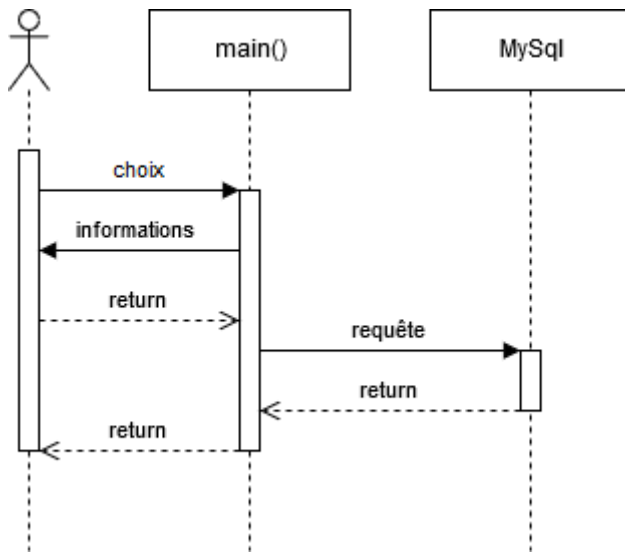 main()
MySql
choix
informations
return
requête
return
return